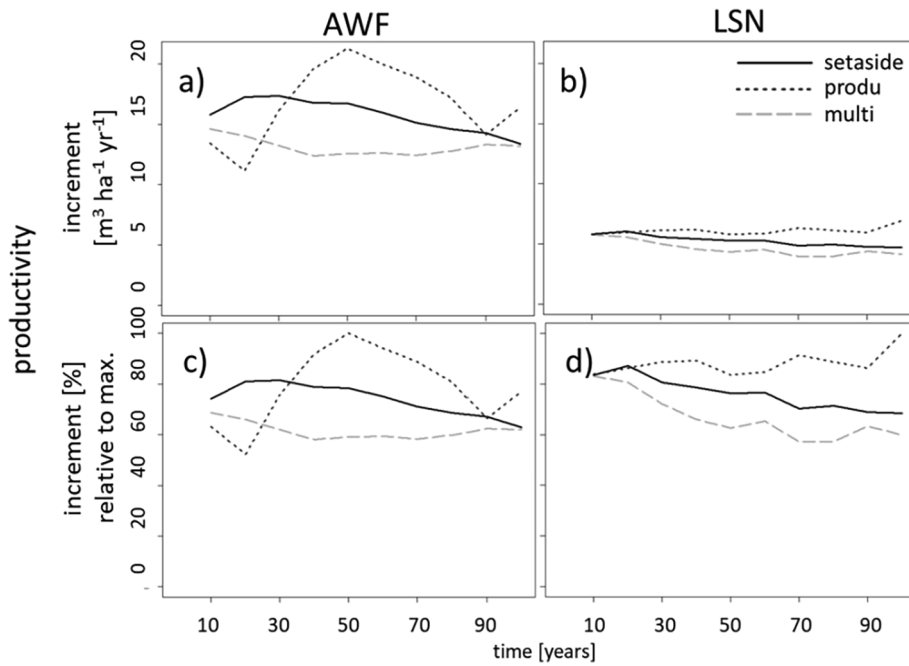 AWF
LSN
productivity
increment
[m³ ha⁻¹ yr⁻¹]
20
15
10
5
0
a)
b)
setaside
produ
multi
increment [%]
relative to max.
100
80
60
40
20
0
c)
d)
10
30
50
70
90
10
30
50
70
90
time [years]